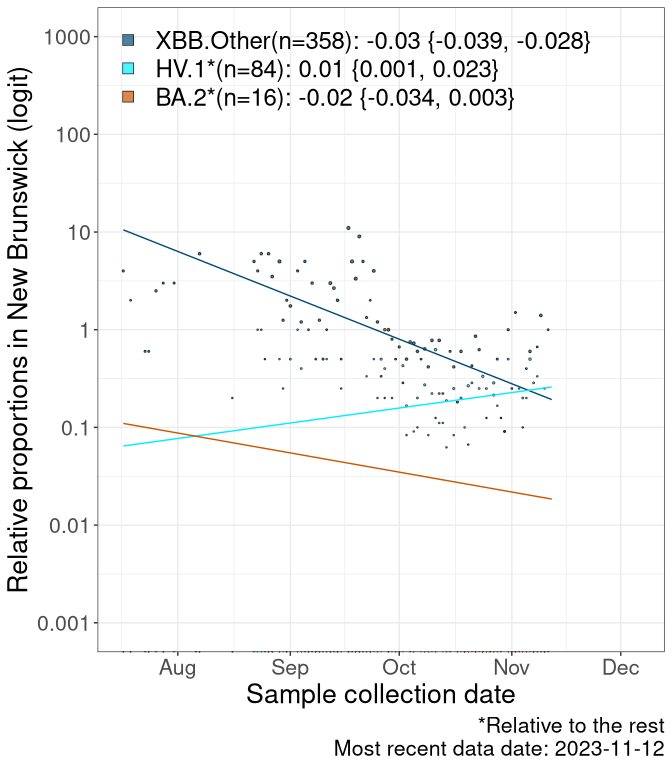 XBB.Other(n=358): -0.03 {-0.039, -0.028}
HV.1*(n=84): 0.01 {0.001, 0.023}
BA.2*(n=16): -0.02 {-0.034, 0.003}
Relative proportions in New Brunswick (logit)
1000
100
10
1
0.1
0.01
0.001
Aug Sep Oct Nov Dec
Sample collection date
*Relative to the rest
Most recent data date: 2023-11-12